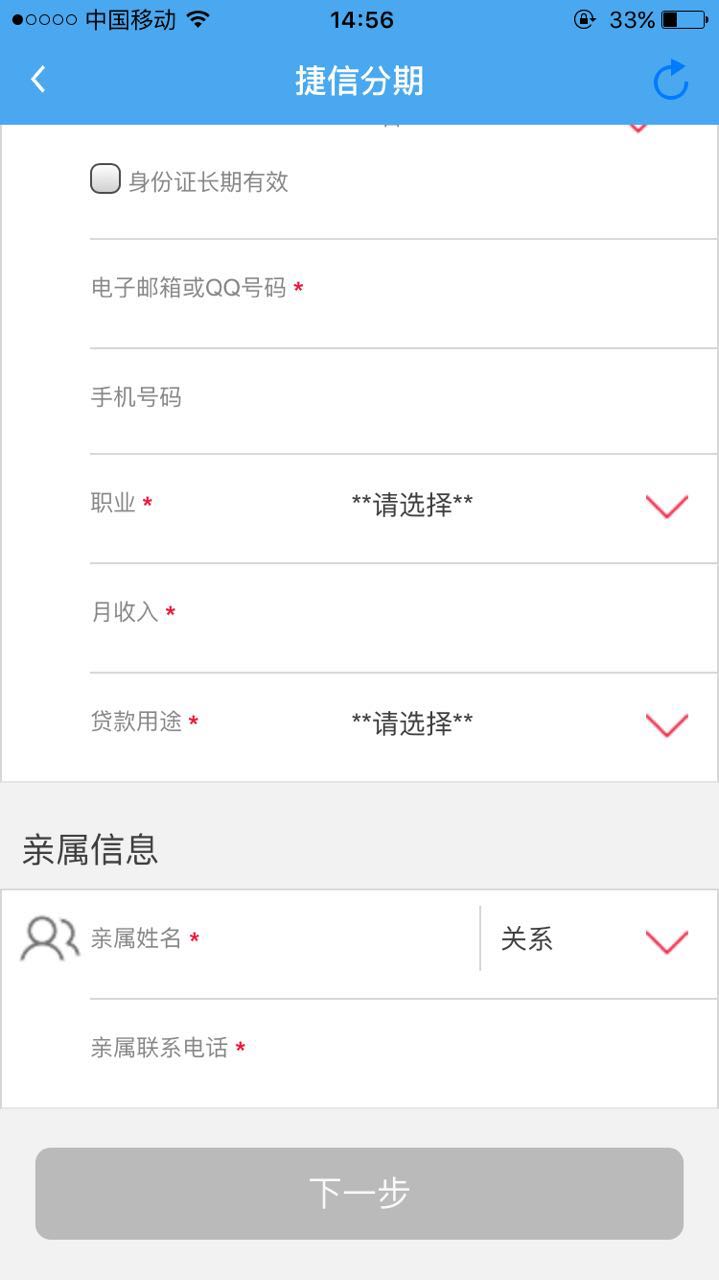 中国移动 14:56 33%
捷信分期
身份证长期有效
电子邮箱或QQ号码 *
手机号码
职业 * **请选择**
月收入 *
贷款用途 * **请选择**
亲属信息
亲属姓名 * 关系
亲属联系电话 *
下一步